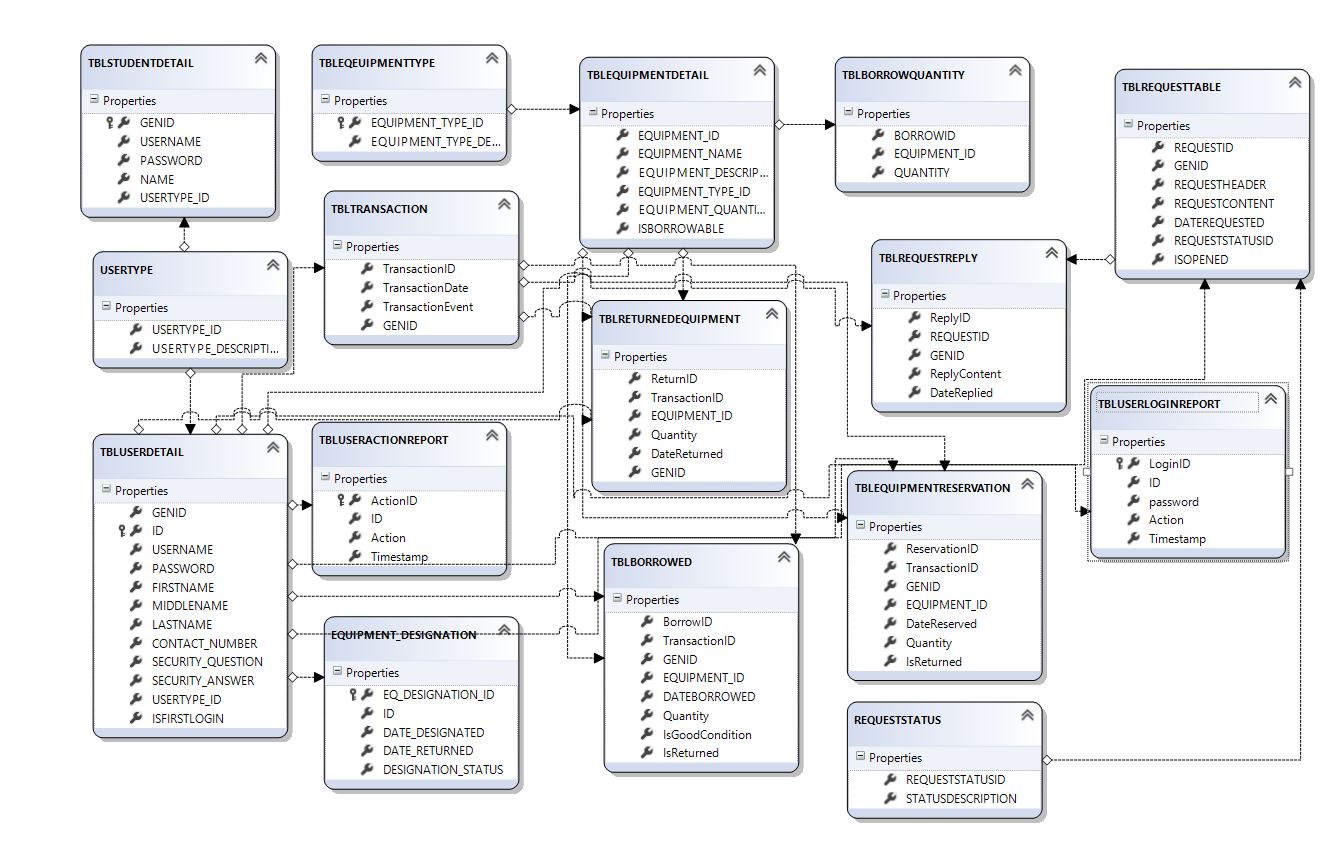 TBLSTUDENTDETAIL
Properties
GENID
USERNAME
PASSWORD
NAME
USERTYPE_ID
TBLEQEUIPMENTTYPE
Properties
EQUIPMENT_TYPE_ID
EQUIPMENT_TYPE_DE...
TBLEQUIPMENTDETAIL
Properties
EQUIPMENT_ID
EQUIPMENT_NAME
EQUIPMENT_DESCRIP...
EQUIPMENT_TYPE_ID
EQUIPMENT_QUANTI...
ISBORROWABLE
TBLBORROWQUANTITY
Properties
BORROWID
EQUIPMENT_ID
QUANTITY
TBLREQUESTTABLE
Properties
REQUESTID
GENID
REQUESTHEADER
REQUESTCONTENT
DATEREQUESTED
REQUESTSTATUSID
ISOPENED
USERTYPE
Properties
USERTYPE_ID
USERTYPE_DESCRIPTI...
TBLTRANSACTION
Properties
TransactionID
TransactionDate
TransactionEvent
GENID
TBLRETURNEDEQUIPMENT
Properties
ReturnID
TransactionID
EQUIPMENT_ID
Quantity
DateReturned
GENID
TBLREQUESTREPLY
Properties
ReplyID
REQUESTID
GENID
ReplyContent
DateReplied
TBLUSERLOGINREPORT
Properties
LoginID
ID
password
Action
Timestamp
TBLUSERDETAIL
Properties
GENID
ID
USERNAME
PASSWORD
FIRSTNAME
MIDDLENAME
LASTNAME
CONTACT_NUMBER
SECURITY_QUESTION
SECURITY_ANSWER
USERTYPE_ID
ISFIRSTLOGIN
TBLUSERACTIONREPORT
Properties
ActionID
ID
Action
Timestamp
EQUIPMENT_DESIGNATION
Properties
EQ_DESIGNATION_ID
ID
DATE_DESIGNATED
DATE_RETURNED
DESIGNATION_STATUS
TBLBORROWED
Properties
BorrowID
TransactionID
GENID
EQUIPMENT_ID
DATEBORROWED
Quantity
IsGoodCondition
IsReturned
TBLEQUIPMENTRESERVATION
Properties
ReservationID
TransactionID
GENID
EQUIPMENT_ID
DateReserved
Quantity
IsReturned
REQUESTSTATUS
Properties
REQUESTSTATUSID
STATUSDESCRIPTION